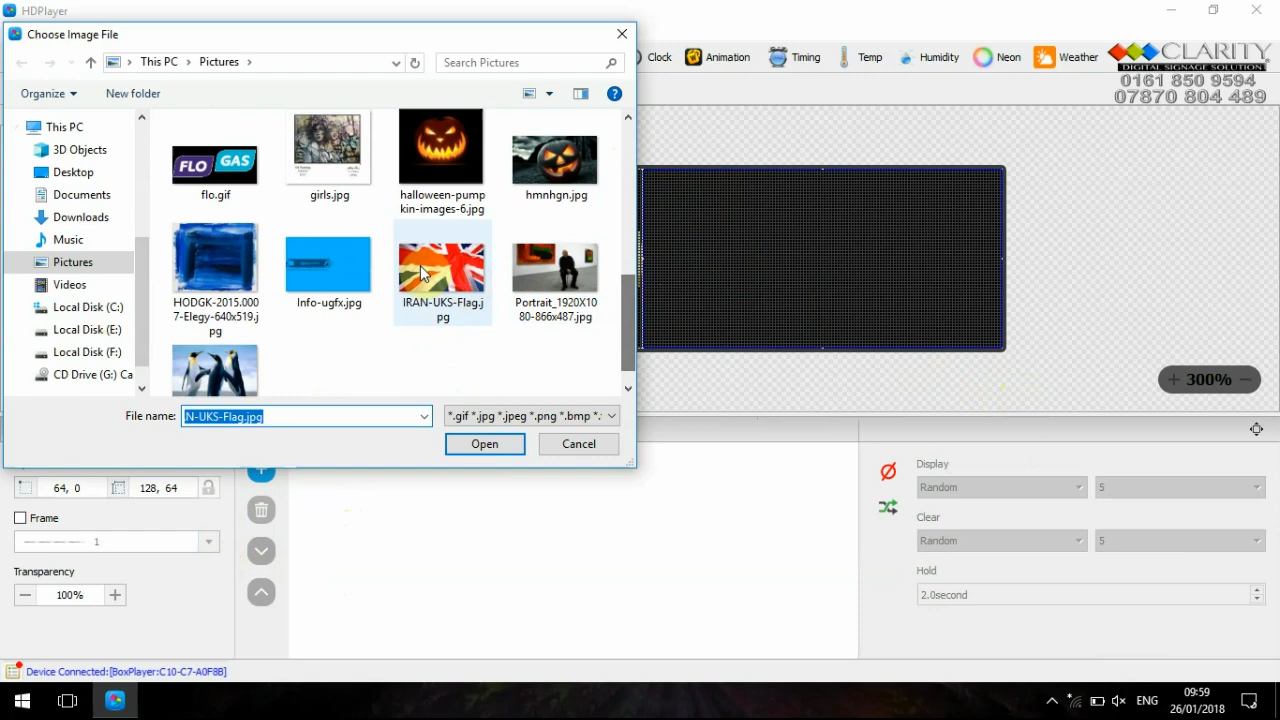 HDPlayer
Choose Image File
This PC
Pictures
Search Pictures
Clock
Animation
Timing
Temp
Humidity
Neon
Weather
CLARITY
DIGITAL SIGNAGE SOLUTION
0161 850 9594
07870 804 489
Organize
New folder
This PC
3D Objects
Desktop
Documents
Downloads
Music
Pictures
Videos
Local Disk (C:)
Local Disk (E:)
Local Disk (F:)
CD Drive (G:) Ca
FLO GAS
flo.gif
girls.jpg
halloween-pump
kin-images-6.jpg
hmnhgn.jpg
HODGK-2015.000
7-Elegy-640x519.j
pg
Info-ugfx.jpg
IRAN-UKS-Flag.j
pg
Portrait_1920X10
80-866x487.jpg
File name:
N-UKS-Flag.jpg
*.gif *.jpg *.jpeg *.png *.bmp *.
Open
Cancel
300%
64, 0
128, 64
Frame
1
Transparency
100%
Display
Random
5
Clear
Random
5
Hold
2.0second
Device Connected:[BoxPlayer:C10-C7-A0F8B]
ENG
09:59
26/01/2018